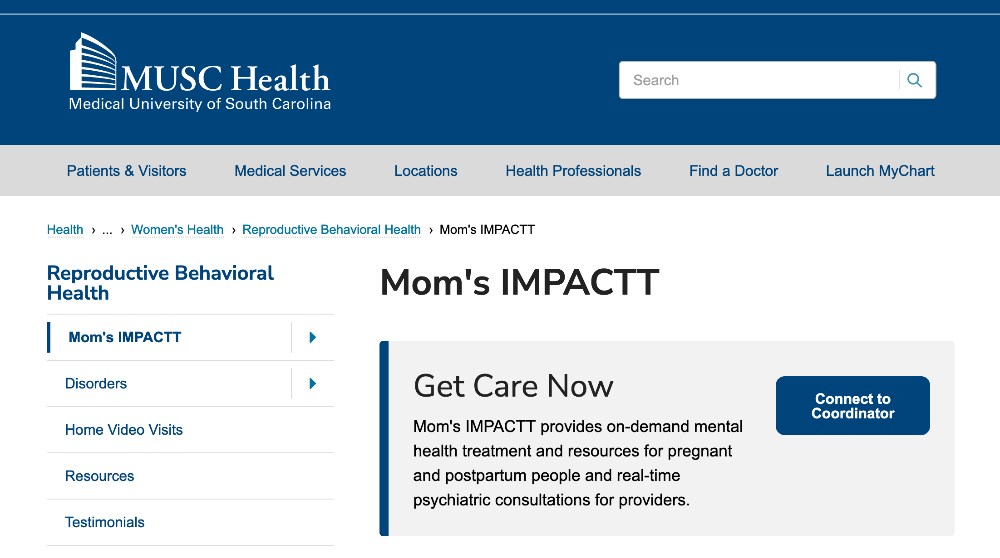 MUSC Health
Medical University of South Carolina
Search
Patients & Visitors
Medical Services
Locations
Health Professionals
Find a Doctor
Launch MyChart
Health › ... › Women's Health › Reproductive Behavioral Health › Mom's IMPACTT
Reproductive Behavioral
Health
Mom's IMPACTT
Disorders
Home Video Visits
Resources
Testimonials
Mom's IMPACTT
Get Care Now
Mom's IMPACTT provides on-demand mental
health treatment and resources for pregnant
and postpartum people and real-time
psychiatric consultations for providers.
Connect to
Coordinator